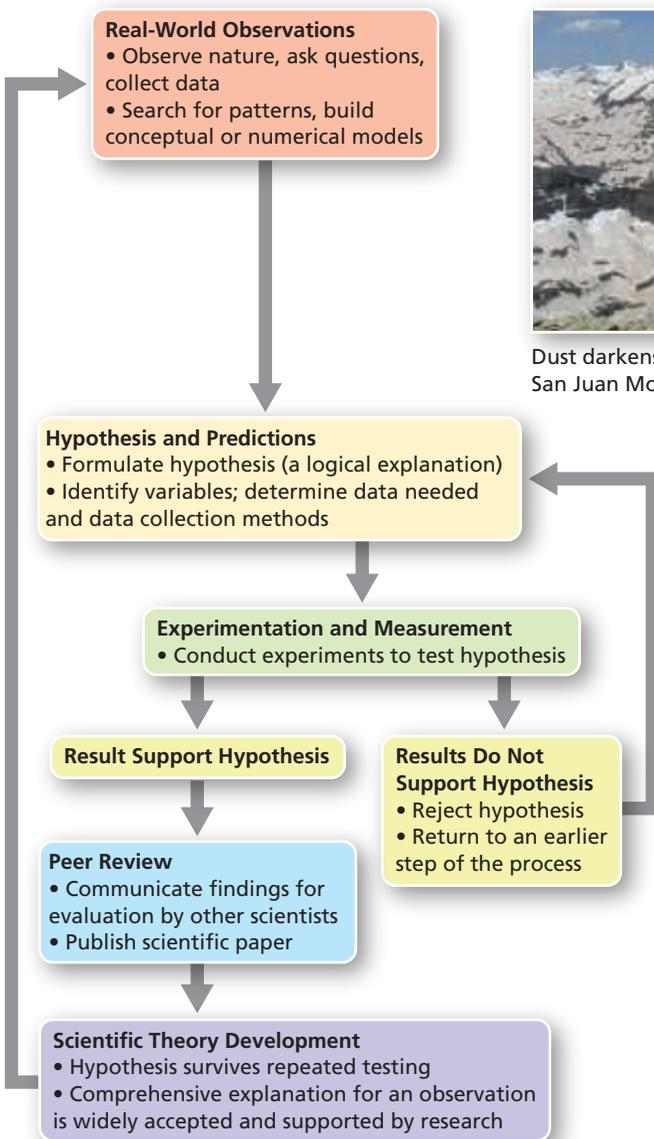 Real-World Observations
• Observe nature, ask questions,
collect data
• Search for patterns, build
conceptual or numerical models
Dust darkens
San Juan Mo
Hypothesis and Predictions
• Formulate hypothesis (a logical explanation)
• Identify variables; determine data needed
and data collection methods
Experimentation and Measurement
• Conduct experiments to test hypothesis
Result Support Hypothesis
Results Do Not
Support Hypothesis
• Reject hypothesis
• Return to an earlier
step of the process
Peer Review
• Communicate findings for
evaluation by other scientists
• Publish scientific paper
Scientific Theory Development
• Hypothesis survives repeated testing
• Comprehensive explanation for an observation
is widely accepted and supported by research